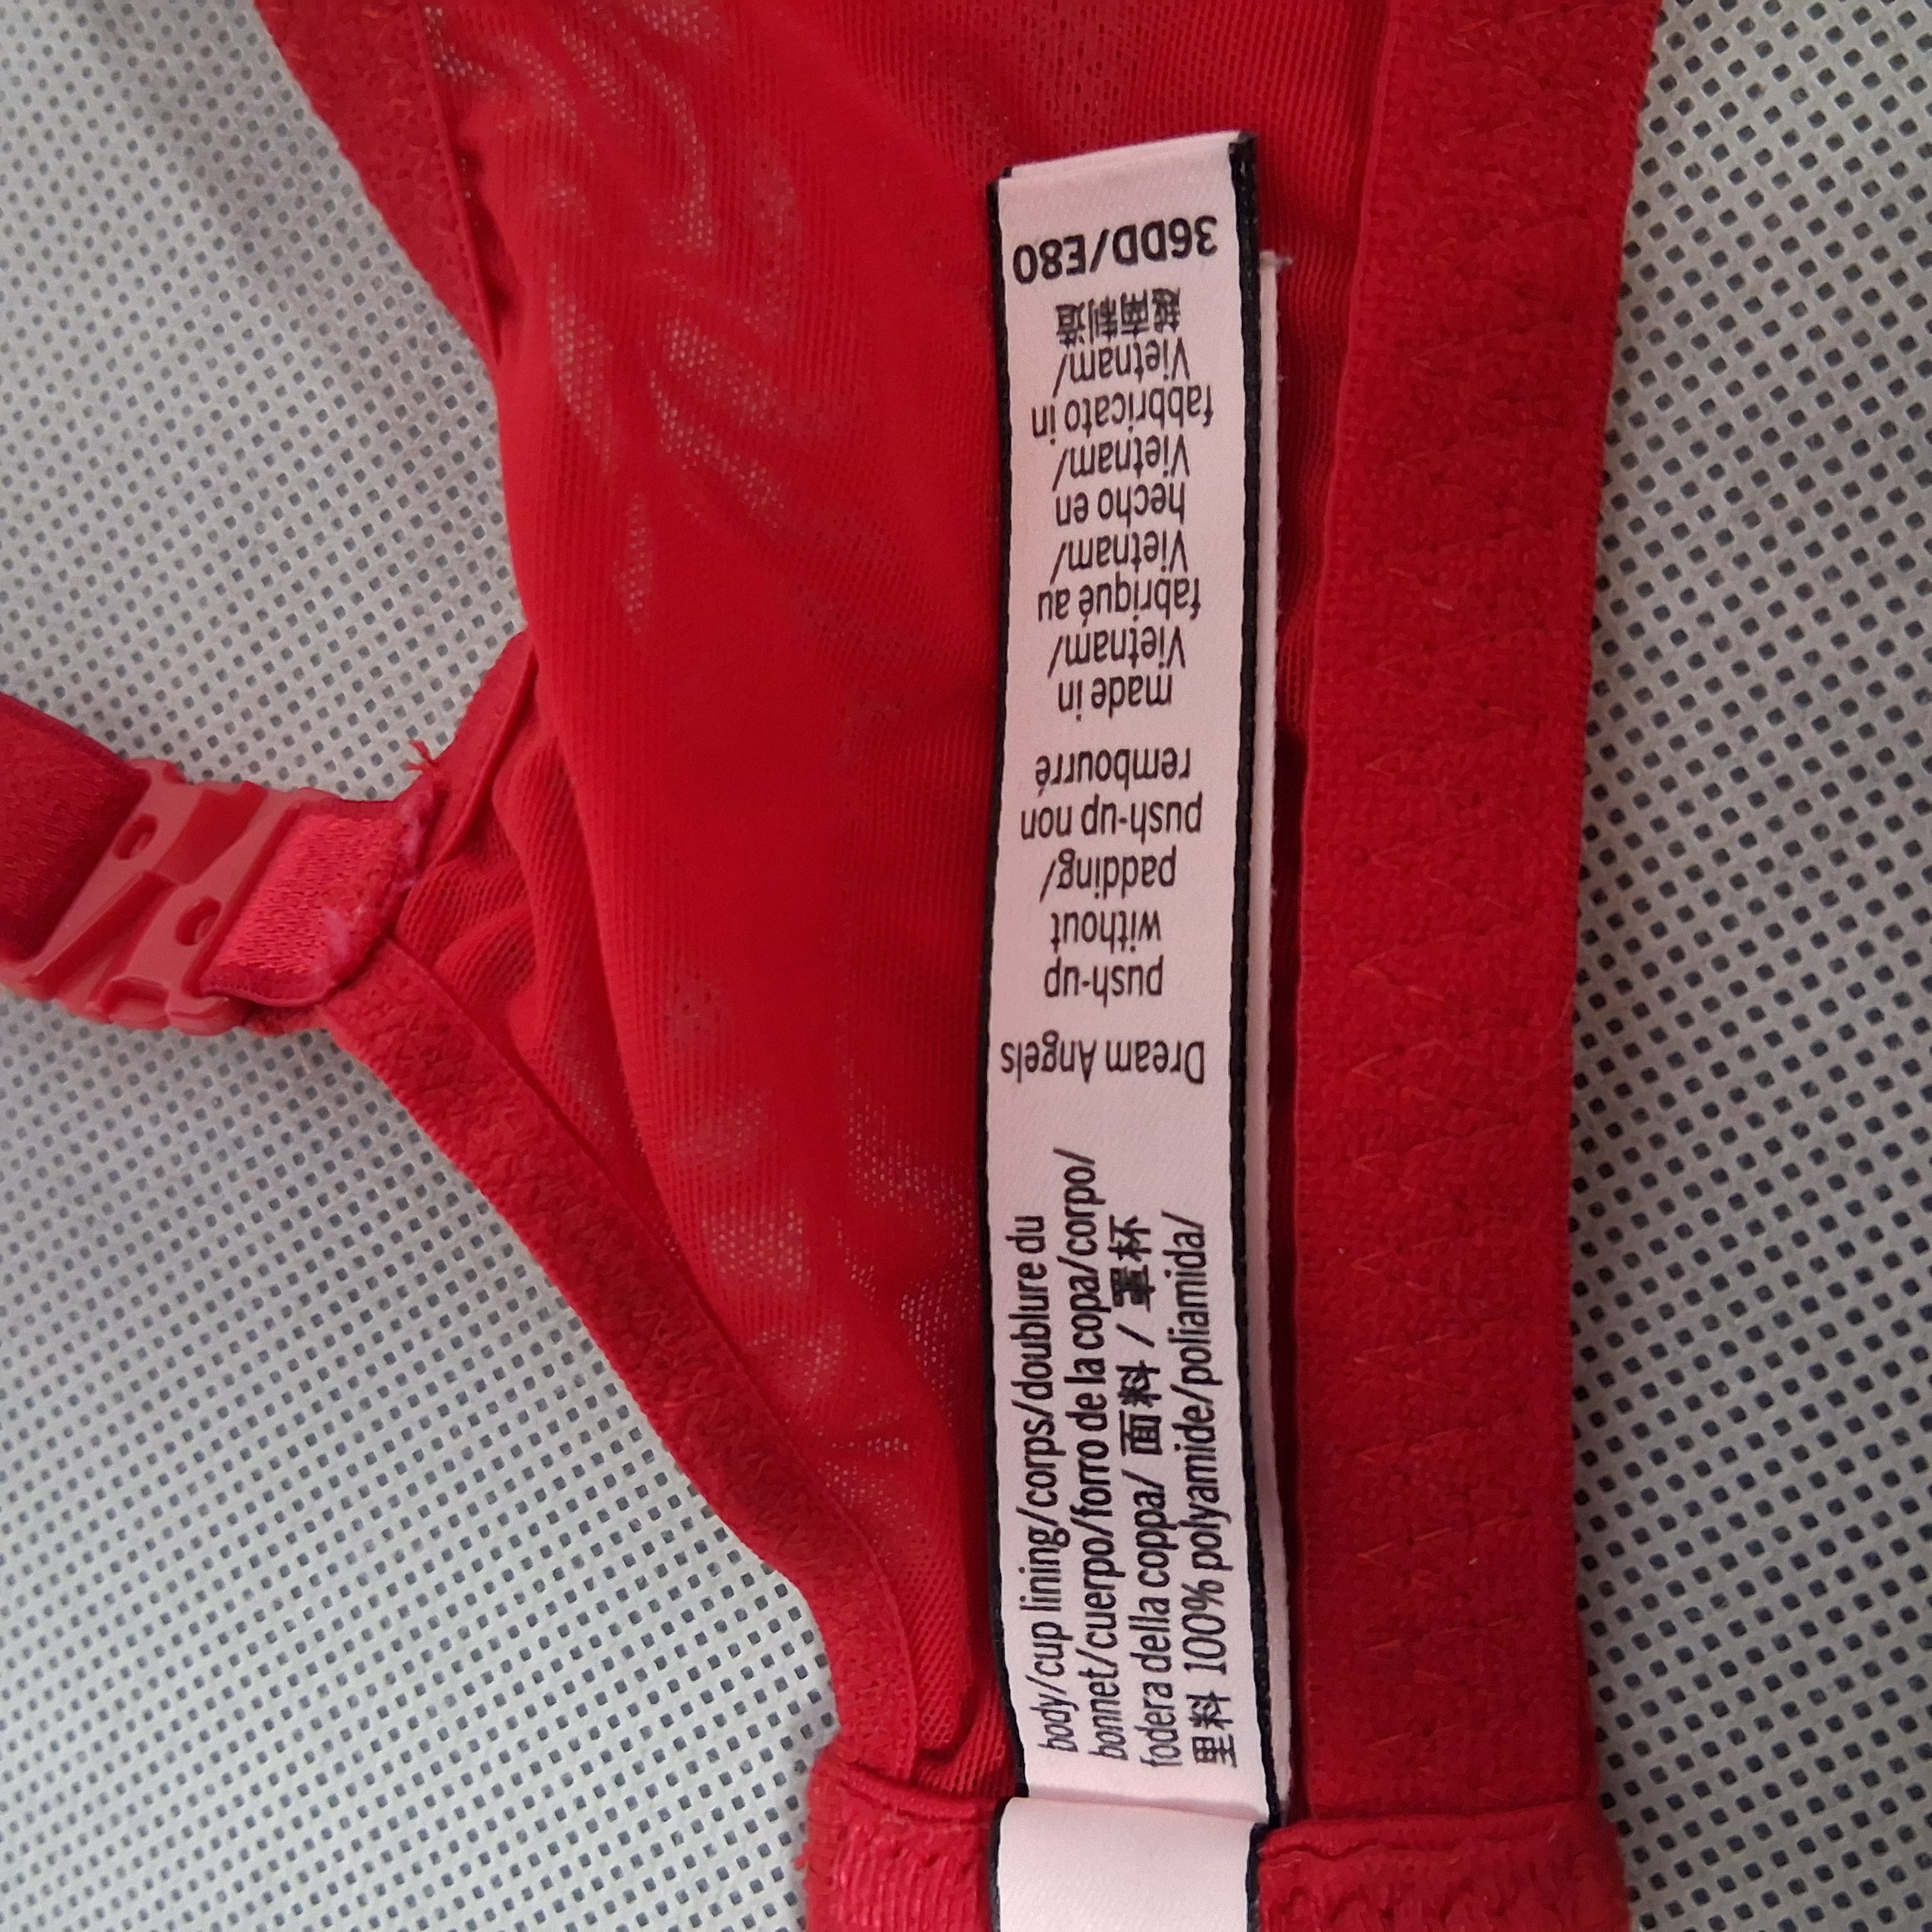 36DD/E80
越南制造
Vietnam/
fabbricato in
Vietnam/
hecho en
Vietnam/
fabriqué au
Vietnam/
made in
rembourré
push-up non
padding/
without
push-up
Dream Angels
body/cup lining/corps/doublure du
bonnet/cuerpo/forro de la copa/corpo/
fodera della coppa/ 面料 / 罩杯
里料 100% polyamide/poliamida/